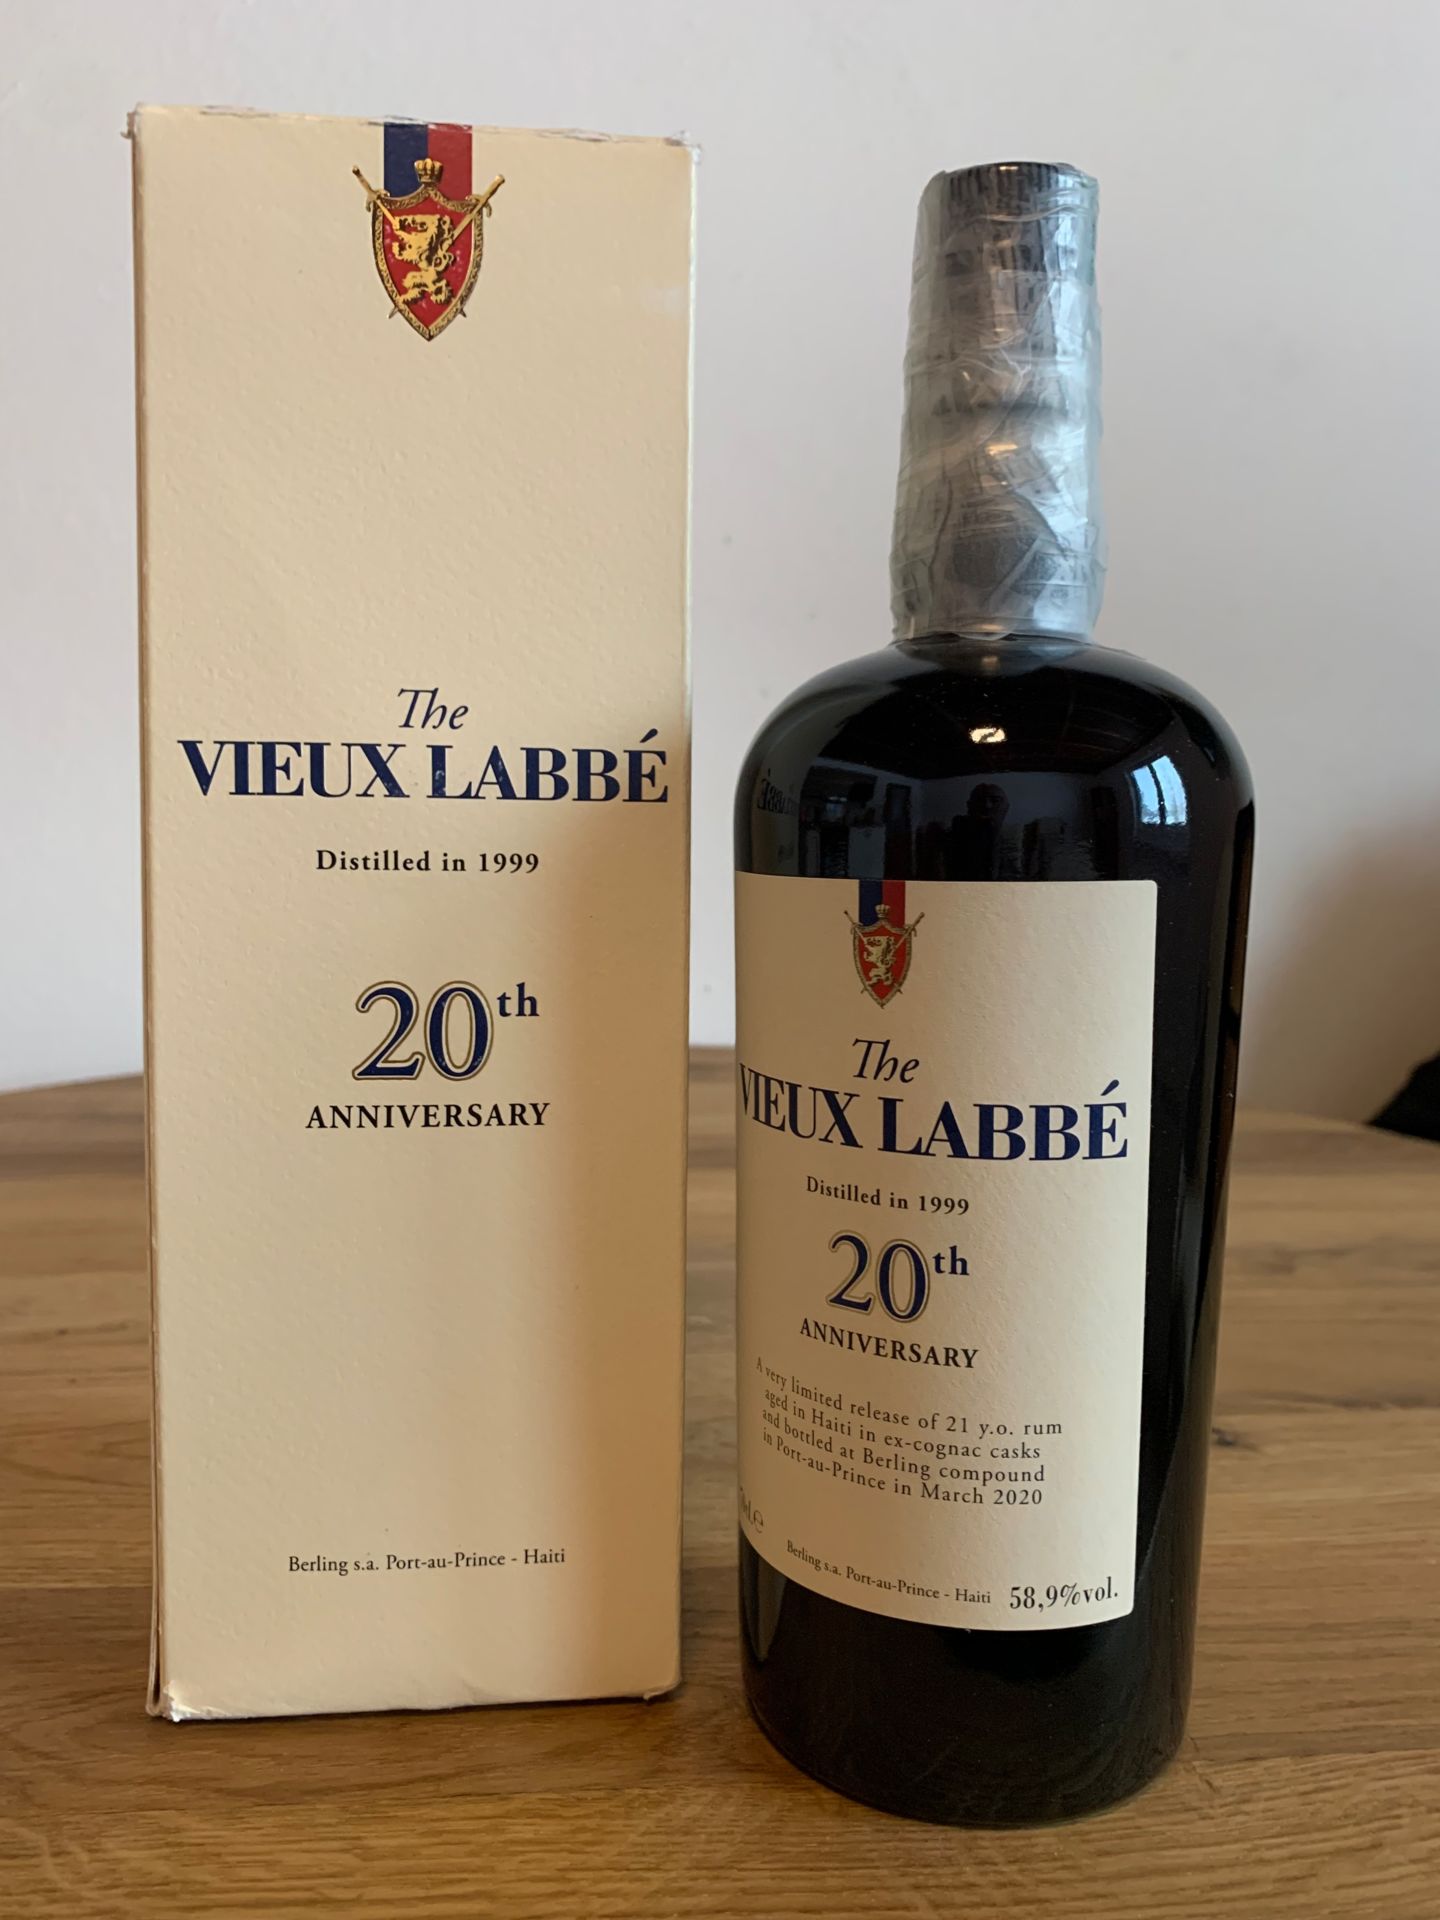 The
VIEUX LABBÉ
Distilled in 1999
20th
ANNIVERSARY
Berling s.a. Port-au-Prince - Haiti
The
VIEUX LABBÉ
Distilled in 1999
20th
ANNIVERSARY
A very limited release of 21 y.o. rum
aged in Haiti in ex-cognac casks
and bottled at Berling compound
in Port-au-Prince in March 2020
Berling s.a. Port-au-Prince - Haiti 58,9%vol.